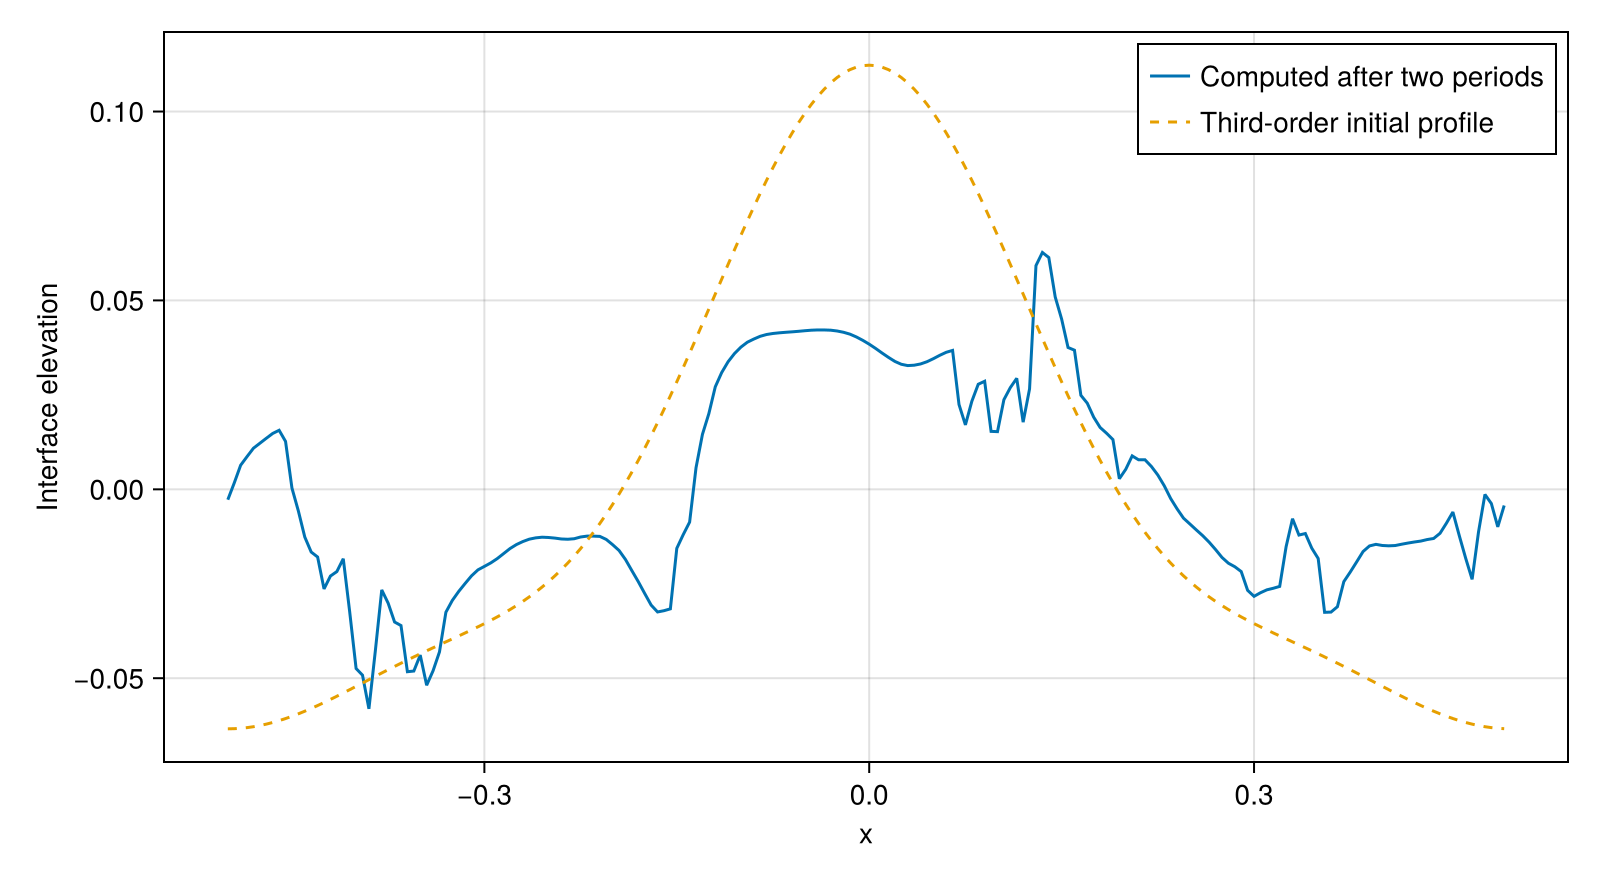 Computed after two periods
Third-order initial profile
Interface elevation
0.10
0.05
0.00
−0.05
−0.3
0.0
0.3
x